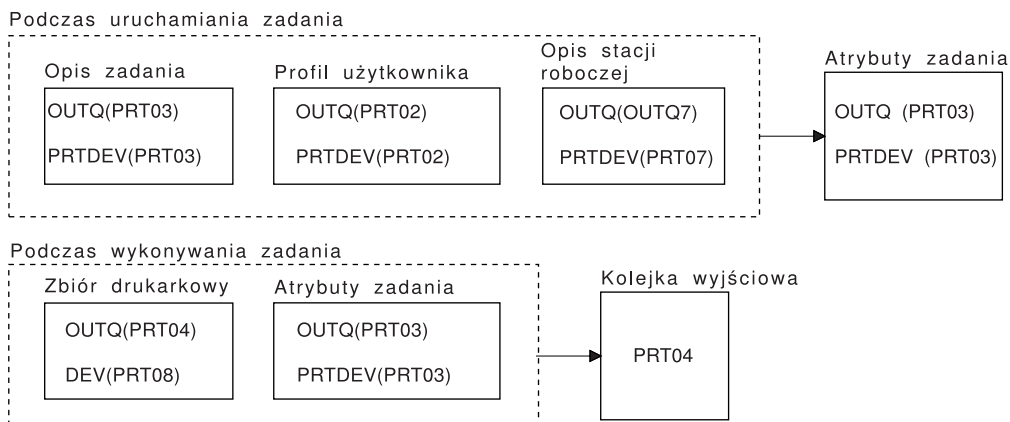 Podczas uruchamiania zadania
Opis zadania
OUTQ(PRT03)
PRTDEV(PRT03)
Profil użytkownika
OUTQ(PRT02)
PRTDEV(PRT02)
Opis stacji
roboczej
OUTQ(OUTQ7)
PRTDEV(PRT07)
Atrybuty zadania
OUTQ (PRT03)
PRTDEV (PRT03)
Podczas wykonywania zadania
Zbiór drukarkowy
OUTQ(PRT04)
DEV(PRT08)
Atrybuty zadania
OUTQ(PRT03)
PRTDEV(PRT03)
Kolejka wyjściowa
PRT04